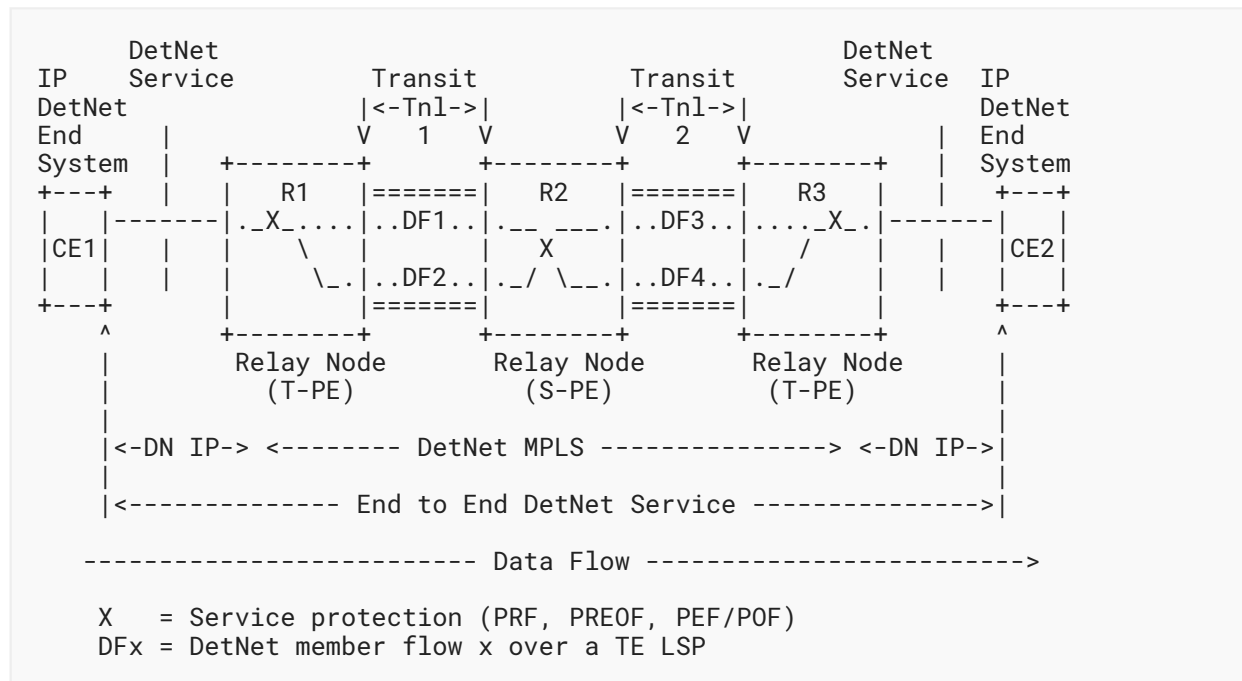 DetNet                                             DetNet
  IP   Service         Transit          Transit       Service  IP
  DetNet               |<-Tnl->|        |<-Tnl->|              DetNet
  End     |            V   1   V        V   2   V         |    End
  System  |   +--------+       +--------+       +--------+  |   System
  +---+   |   |   R1   |=======|   R2   |=======|   R3   |  |   +---+
  |   |-------|._X_....|..DF1..|.__ ___.|..DF3..|...._X_.|-------|   |
  |CE1|   |   |    \   |       |   X    |       |   /    |  |   |CE2|
  |   |   |   |     \_.|..DF2..|._/ \__.|..DF4..|._/     |  |   |   |
  +---+       |        |=======|        |=======|        |      +---+
      ^       +--------+       +--------+       +--------+      ^
      |        Relay Node       Relay Node       Relay Node     |
      |          (T-PE)           (S-PE)           (T-PE)       |
      |                                                         |
      |<-DN IP-> <-------- DetNet MPLS ---------------> <-DN IP->|
      |                                                         |
      |<-------------- End to End DetNet Service --------------->|
     -------------------------- Data Flow ------------------------->
      X   = Service protection (PRF, PREOF, PEF/POF)
      DFx = DetNet member flow x over a TE LSP